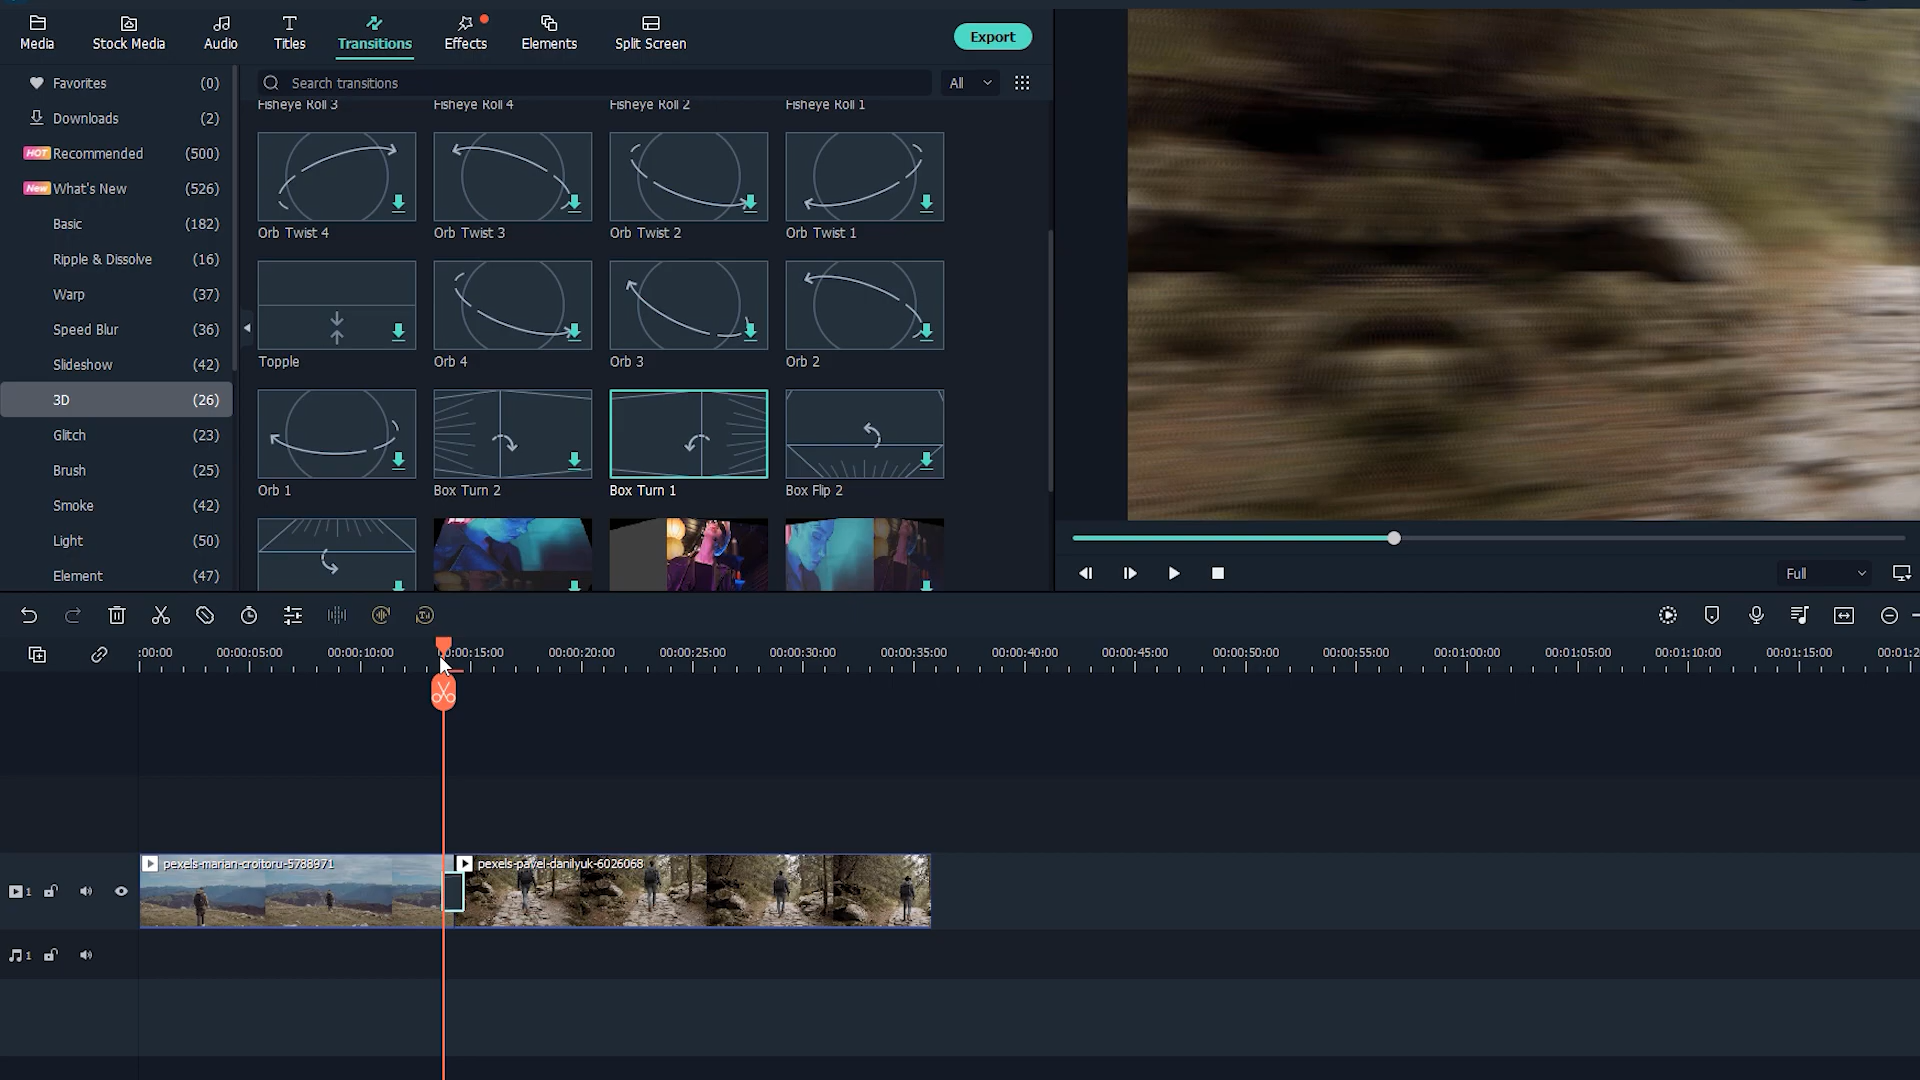 Media
Stock Media
Audio
Titles
Transitions
Effects
Elements
Split Screen
Export
Favorites (0)
Downloads (2)
HOT Recommended (500)
New What's New (526)
Basic (182)
Ripple & Dissolve (16)
Warp (37)
Speed Blur (36)
Slideshow (42)
3D (26)
Glitch (23)
Brush (25)
Smoke (42)
Light (50)
Element (47)
Search transitions
All
Fisheye Roll 3
Fisheye Roll 4
Fisheye Roll 2
Fisheye Roll 1
Orb Twist 4
Orb Twist 3
Orb Twist 2
Orb Twist 1
Topple
Orb 4
Orb 3
Orb 2
Orb 1
Box Turn 2
Box Turn 1
Box Flip 2
Full
:00:00
00:00:05:00
00:00:10:00
00:00:15:00
00:00:20:00
00:00:25:00
00:00:30:00
00:00:35:00
00:00:40:00
00:00:45:00
00:00:50:00
00:00:55:00
00:01:00:00
00:01:05:00
00:01:10:00
00:01:15:00
00:01:2
pexels-marian-croitoru-5788971
pexels-pavel-danilyuk-6026068
1
1